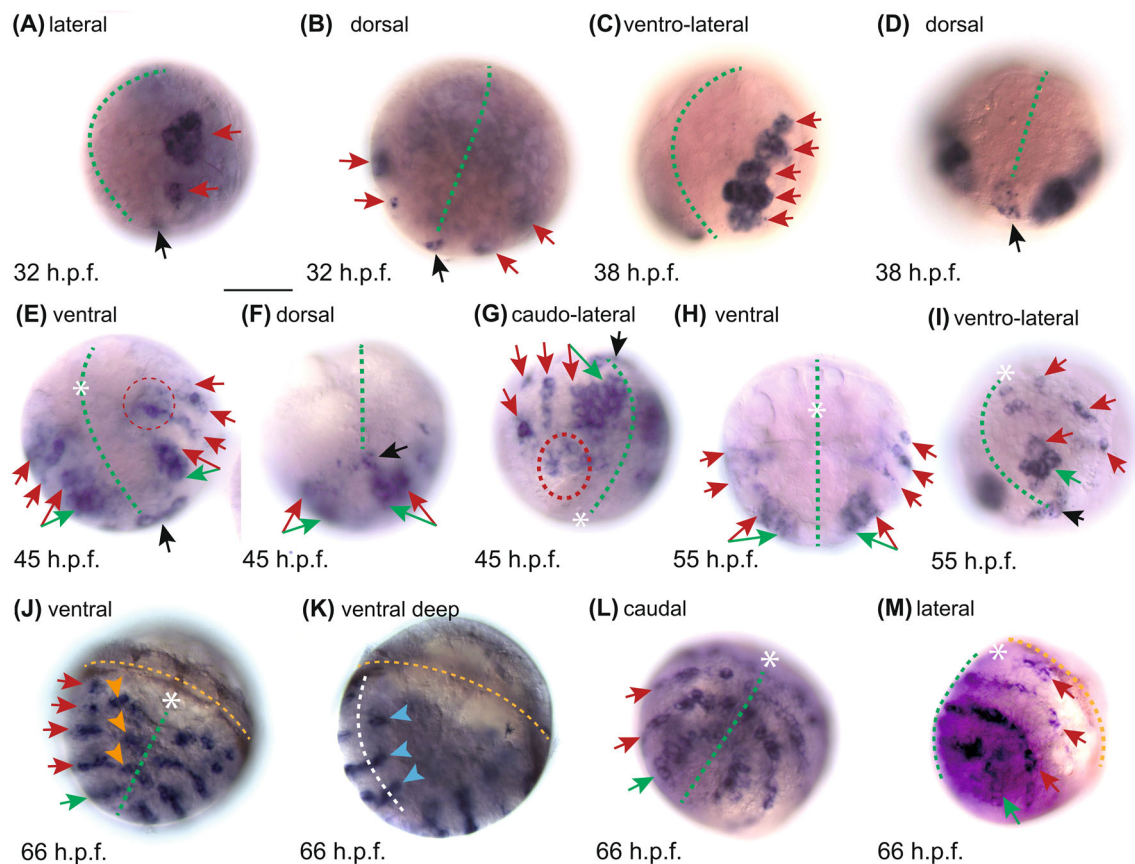 (A) lateral
(B) dorsal
(C) ventro-lateral
(D) dorsal
32 h.p.f.
32 h.p.f.
38 h.p.f.
38 h.p.f.
(E) ventral
(F) dorsal
(G) caudo-lateral
(H) ventral
(I) ventro-lateral
*
*
*
*
45 h.p.f.
45 h.p.f.
45 h.p.f.
55 h.p.f.
55 h.p.f.
(J) ventral
(K) ventral deep
(L) caudal
(M) lateral
*
*
*
66 h.p.f.
66 h.p.f.
66 h.p.f.
66 h.p.f.